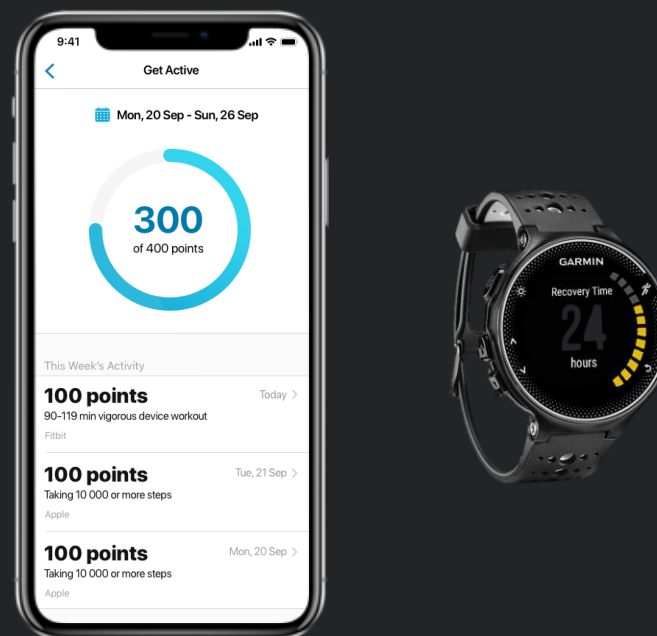 9:41
Get Active
Mon, 20 Sep - Sun, 26 Sep
300
of 400 points
This Week's Activity
100 points
Today
90-119 min vigorous device workout
Fitbit
100 points
Tue, 21 Sep
Taking 10 000 or more steps
Apple
100 points
Mon, 20 Sep
Taking 10 000 or more steps
Apple
GARMIN
Recovery Time
24
hours